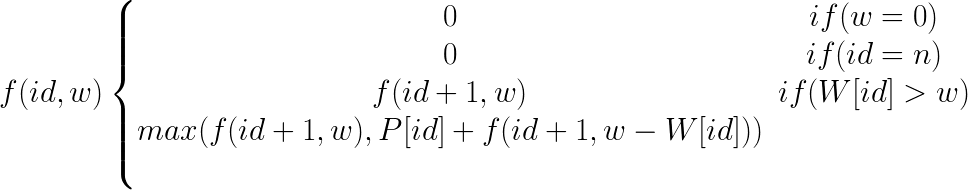 0 if(w = 0)
0 if(id = n)
f(id, w) { f(id + 1, w) if(W[id] > w)
max(f(id + 1, w), P[id] + f(id + 1, w − W[id]))